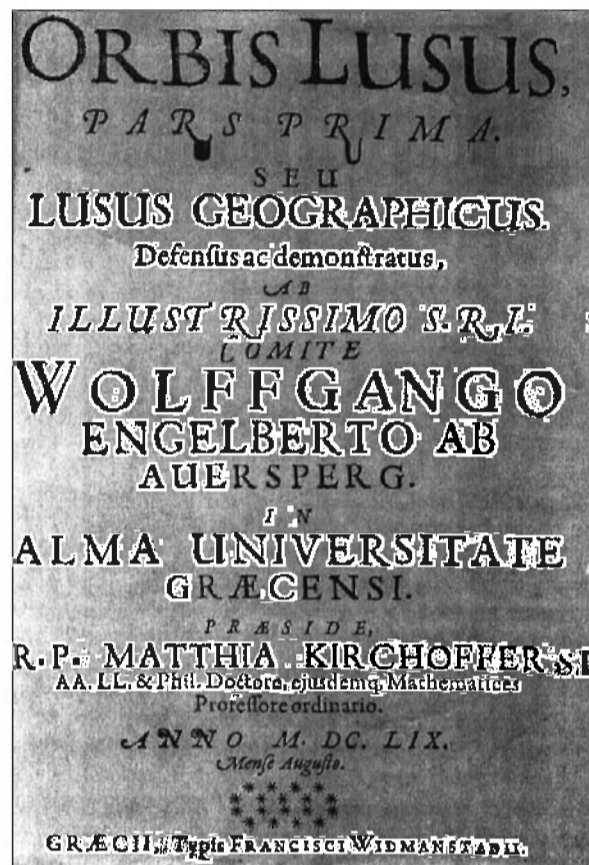 ORBIS LUSUS,
PARS PRIMA.
SEU
LUSUS GEOGRAPHICUS.
Defenſus ac demonſtratus,
AB
ILLUSTRISSIMO S. R. I.
COMITE
WOLFFGANGO
ENGELBERTO AB
AUERSPERG.
IN
ALMA UNIVERSITATE
GRÆCENSI.
PRÆSIDE,
R. P. MATTHIA KIRCHOFFER
AA. LL. & Phil. Doctore, ejuſdemq; Mathematices
Profeſſore ordinario.
ANNO M. DC. LIX.
Menſe Auguſto.
GRÆCII, Typis FRANCISCI WIDMANSTADII.